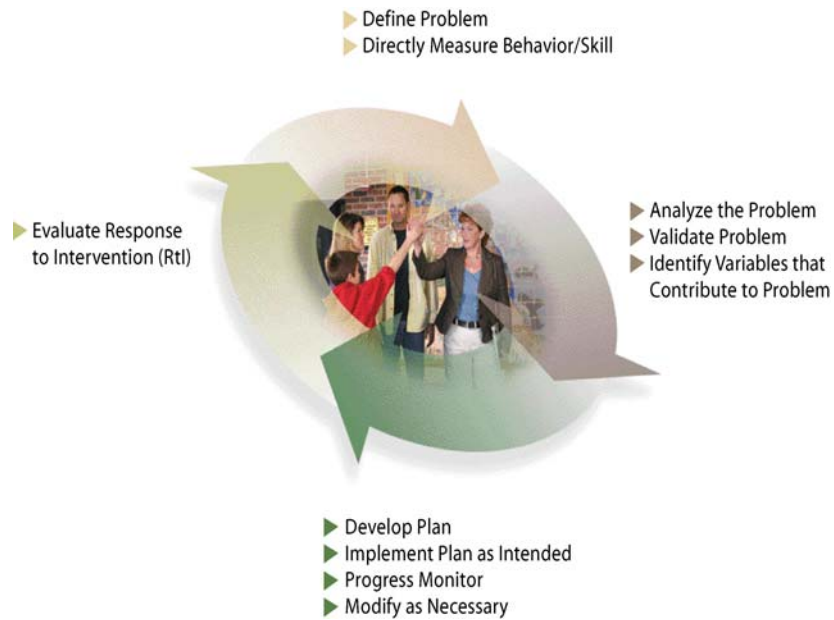 Define Problem
Directly Measure Behavior/Skill
Analyze the Problem
Validate Problem
Identify Variables that
Contribute to Problem
Develop Plan
Implement Plan as Intended
Progress Monitor
Modify as Necessary
Evaluate Response
to Intervention (RtI)